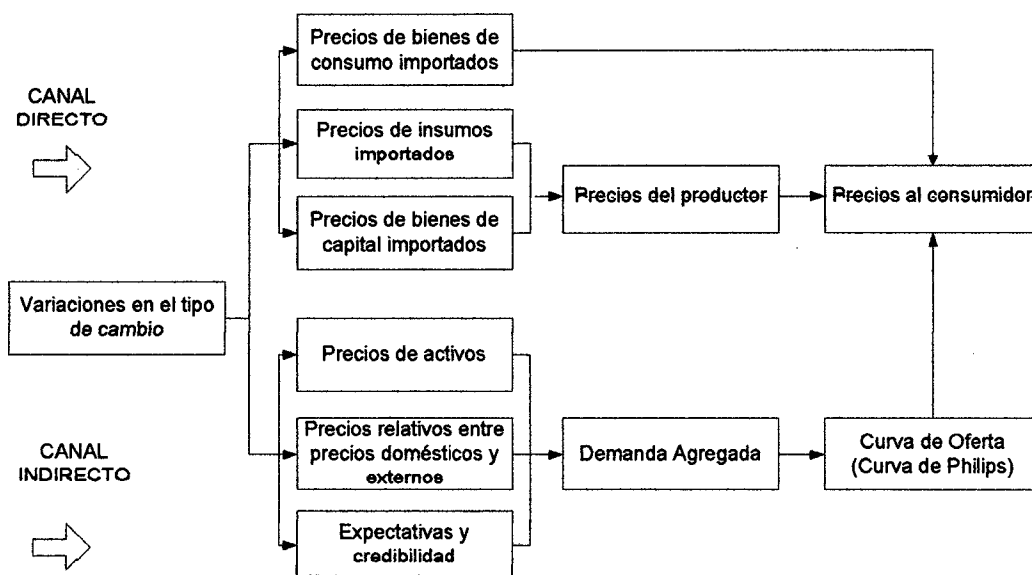 Precios de bienes de
consumo importados
CANAL
DIRECTO
Precios de insumos
importados
Precios del productor
Precios al consumidor
Precios de bienes de
capital importados
Variaciones en el tipo
de cambio
Precios de activos
CANAL
INDIRECTO
Precios relativos entre
precios domésticos y
externos
Demanda Agregada
Curva de Oferta
(Curva de Philips)
Expectativas y
credibilidad